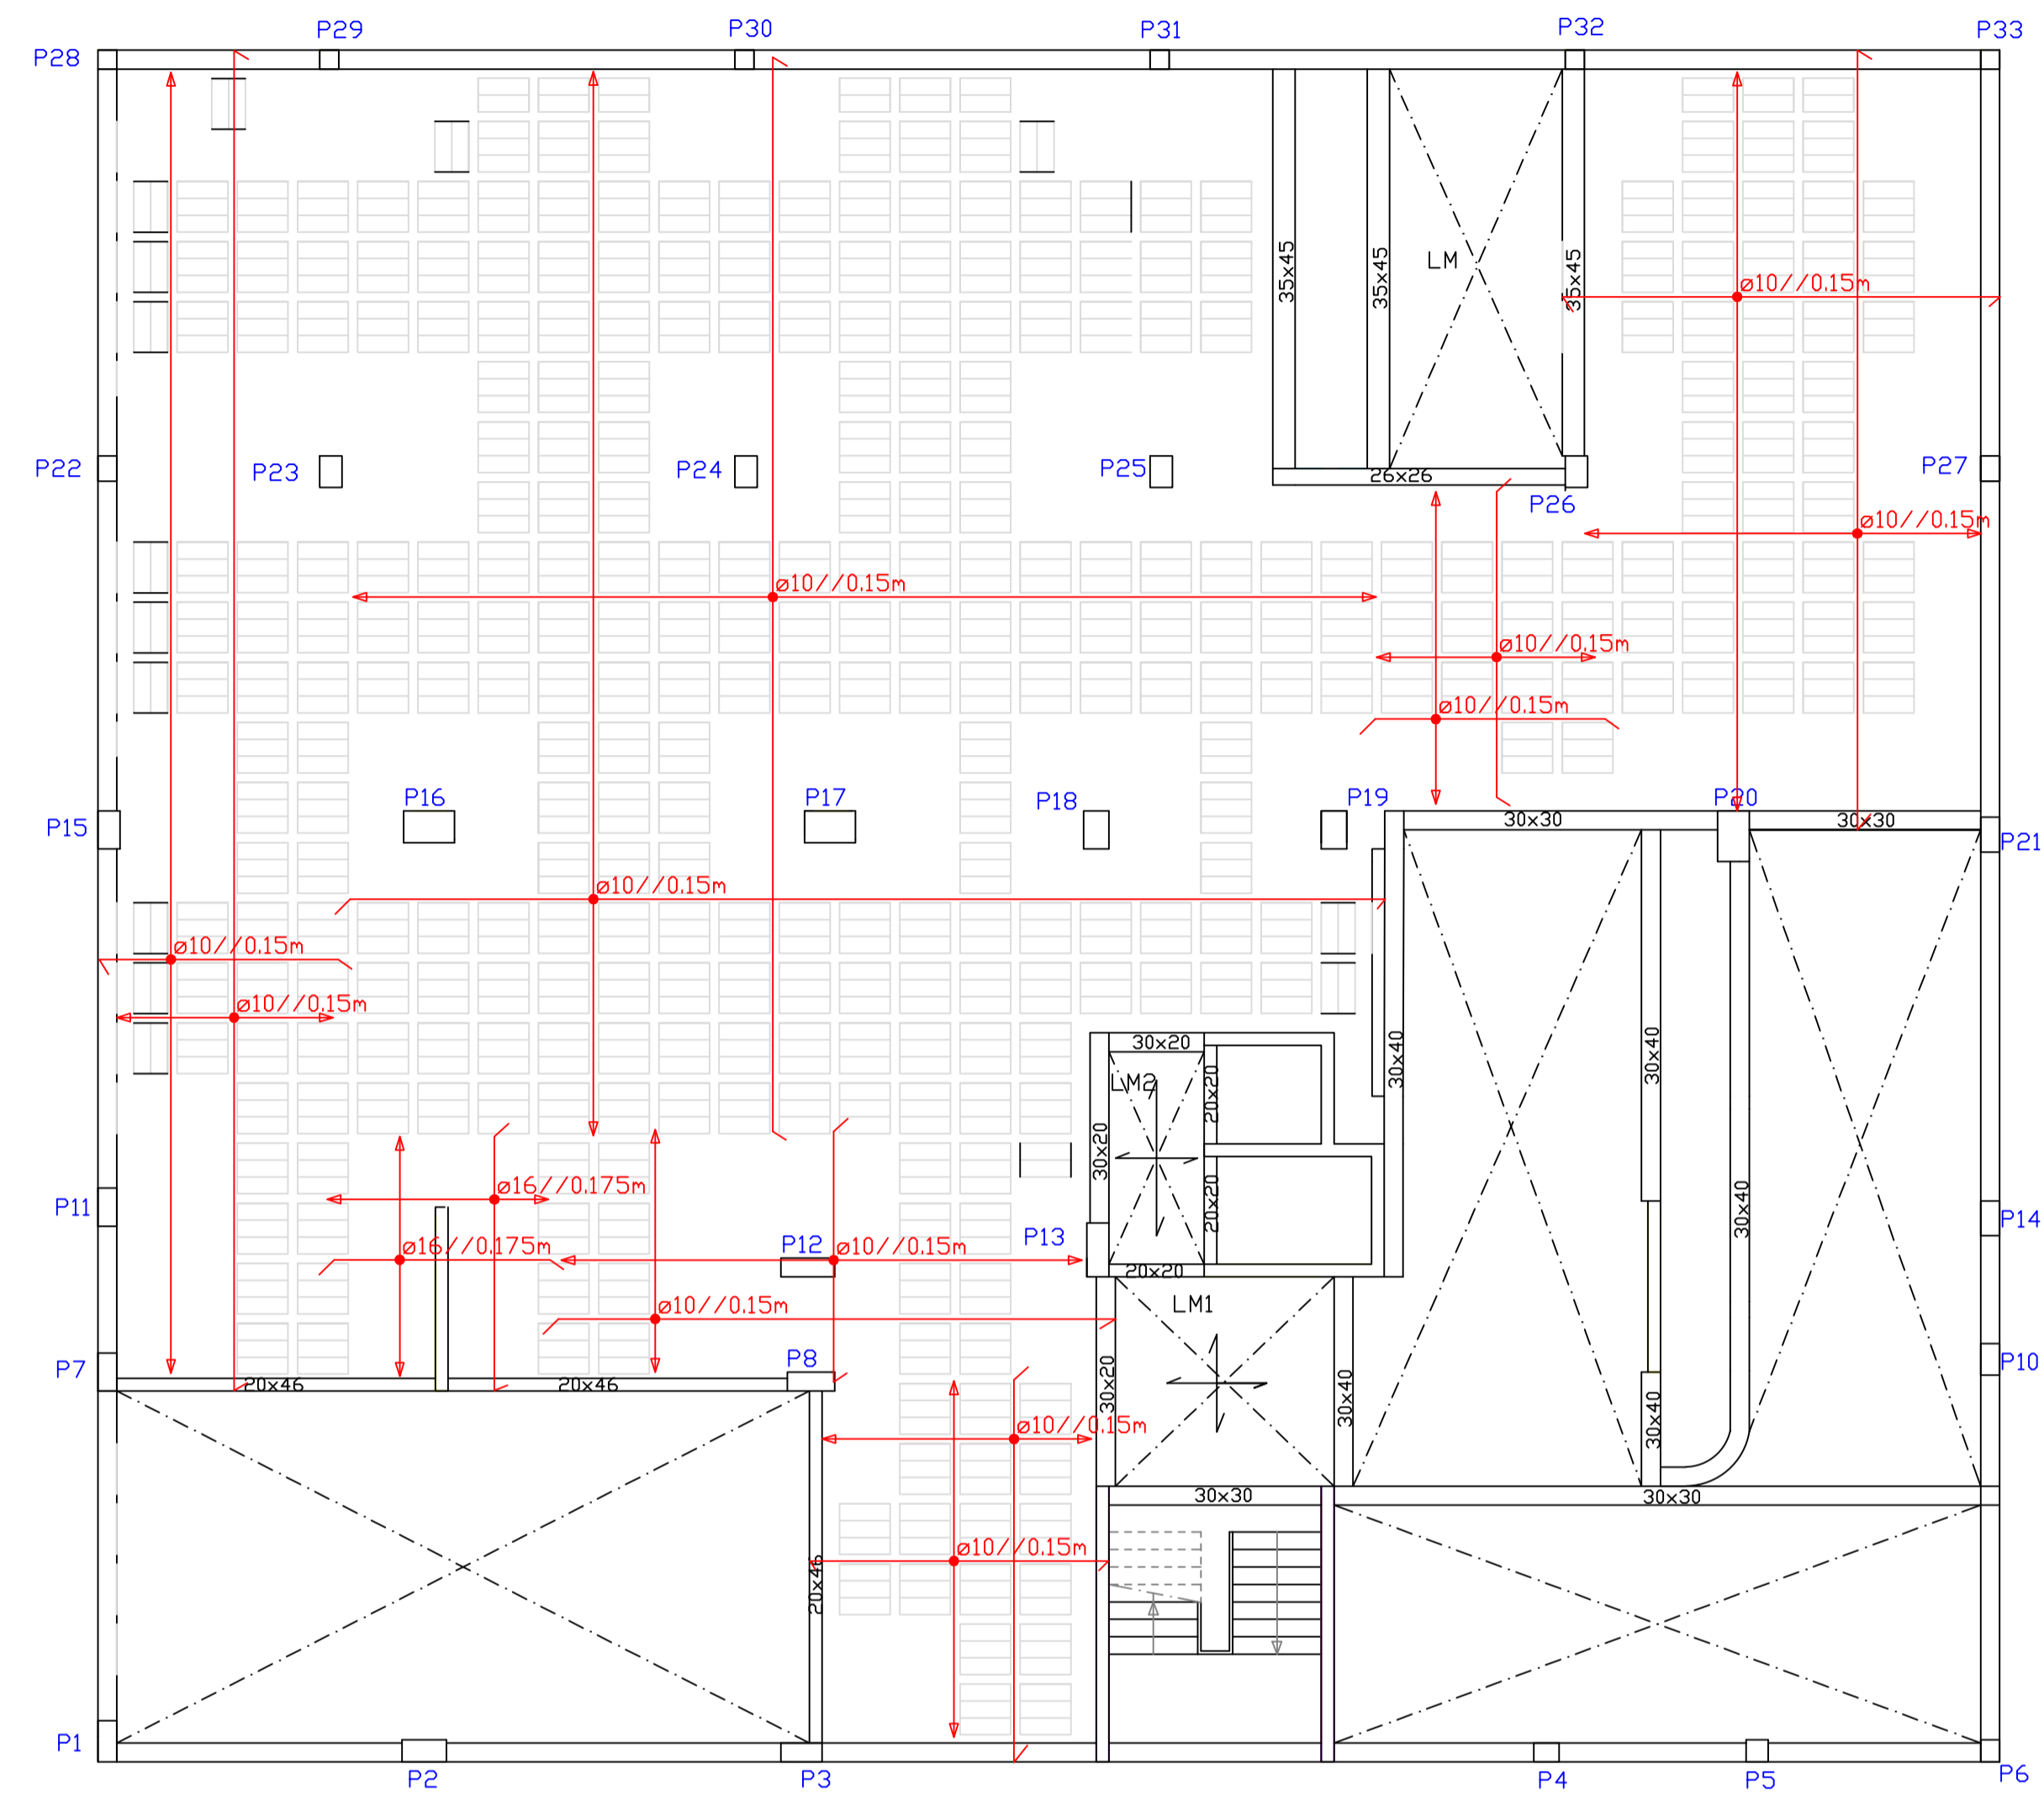 P28
P29
P30
P31
P32
P33
35x45
35x45
LM
35x45
ø10//0.15m
P22
P23
P24
P25
26x26
P26
P27
ø10//0.15m
ø10//0.15m
ø10//0.15m
ø10//0.15m
P15
P16
P17
P18
P19
30x30
P20
30x30
P21
ø10//0.15m
ø10//0.15m
ø10//0.15m
30x20
LM2
20x20
30x40
30x40
30x20
20x20
30x40
P11
ø16//0.175m
ø16//0.175m
P12
ø10//0.15m
P13
20x20
P14
LM1
ø10//0.15m
P7
20x46
20x46
P8
30x20
30x40
30x40
P10
ø10//0.15m
30x30
30x30
ø10//0.15m
20x46
P1
P2
P3
P4
P5
P6